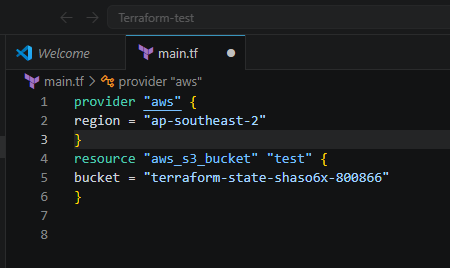 Terraform-test
Welcome
main.tf
main.tf > provider "aws"
1 provider "aws" {
2 region = "ap-southeast-2"
3 }
4 resource "aws_s3_bucket" "test" {
5 bucket = "terraform-state-shaso6x-800866"
6 }
7
8